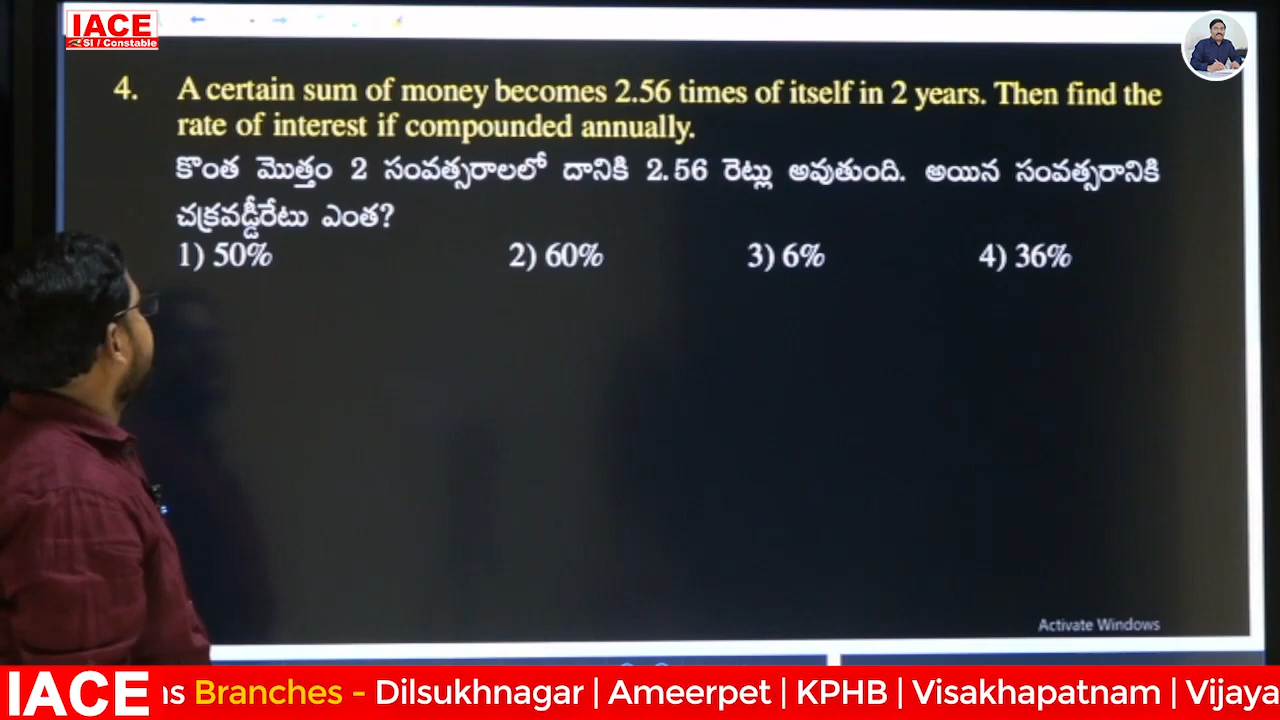 IACE
SI / Constable
4. A certain sum of money becomes 2.56 times of itself in 2 years. Then find the
rate of interest if compounded annually.
కొంత మొత్తం 2 సంవత్సరాలలో దానికి 2.56 రెట్లు అవుతుంది. అయిన సంవత్సరానికి
చక్రవడ్డీరేటు ఎంత?
1) 50% 2) 60% 3) 6% 4) 36%
Activate Windows
IACE Branches - Dilsukhnagar | Ameerpet | KPHB | Visakhapatnam | Vijaya